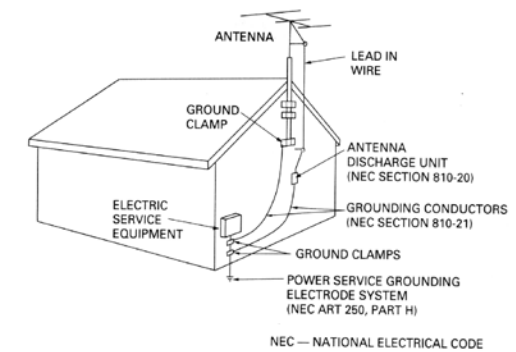 ANTENNA
LEAD IN
WIRE
GROUND
CLAMP
ANTENNA
DISCHARGE UNIT
(NEC SECTION 810-20)
ELECTRIC
SERVICE
EQUIPMENT
GROUNDING CONDUCTORS
(NEC SECTION 810-21)
GROUND CLAMPS
POWER SERVICE GROUNDING
ELECTRODE SYSTEM
(NEC ART 250, PART H)
NEC — NATIONAL ELECTRICAL CODE